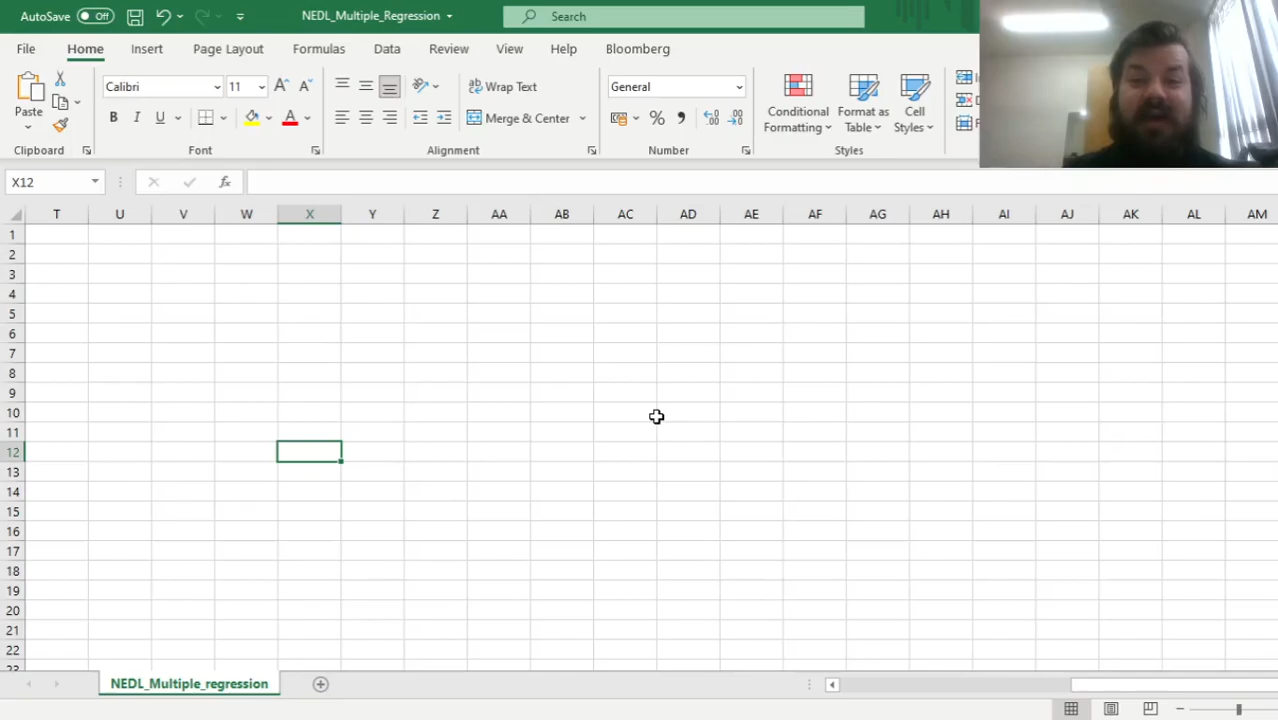 AutoSave Off NEDL_Multiple_Regression Search
File Home Insert Page Layout Formulas Data Review View Help Bloomberg
Calibri 11 Wrap Text General
Paste B I U Merge & Center % Conditional Formatting Format as Table Cell Styles
Clipboard Font Alignment Number Styles
X12 fx
T U V W X Y Z AA AB AC AD AE AF AG AH AI AJ AK AL AM
1
2
3
4
5
6
7
8
9
10
11
12
13
14
15
16
17
18
19
20
21
22
23
NEDL_Multiple_regression